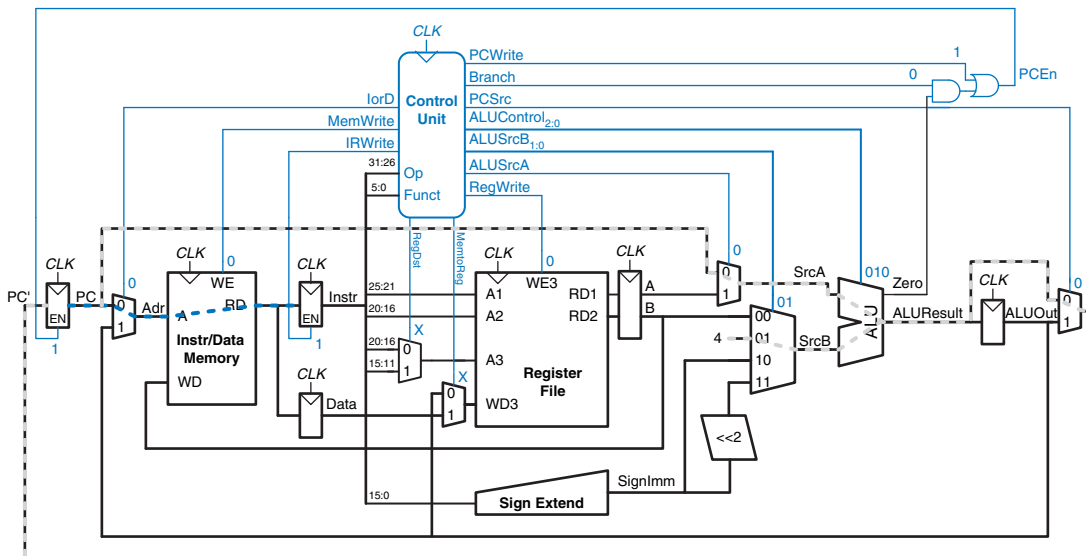 CLK
PCWrite
1
Branch
0
PCEn
IorD
Control
Unit
PCSrc
MemWrite
ALUControl2:0
IRWrite
ALUSrcB1:0
31:26
Op
ALUSrcA
5:0
Funct
RegWrite
RegDst
MemtoReg
CLK
CLK
CLK
CLK
CLK
CLK
0
0
0
0
010
0
PC'
PC
EN
1
0
1
Adr
WE
A
RD
Instr/Data
Memory
WD
EN
1
Instr
CLK
Data
25:21
20:16
20:16
15:11
15:0
X
0
1
X
0
1
WE3
A1
RD1
A2
RD2
A3
WD3
Register
File
A
B
0
1
SrcA
01
00
01
10
11
4
SrcB
ALU
Zero
ALUResult
ALUOut
0
1
<<2
SignImm
Sign Extend